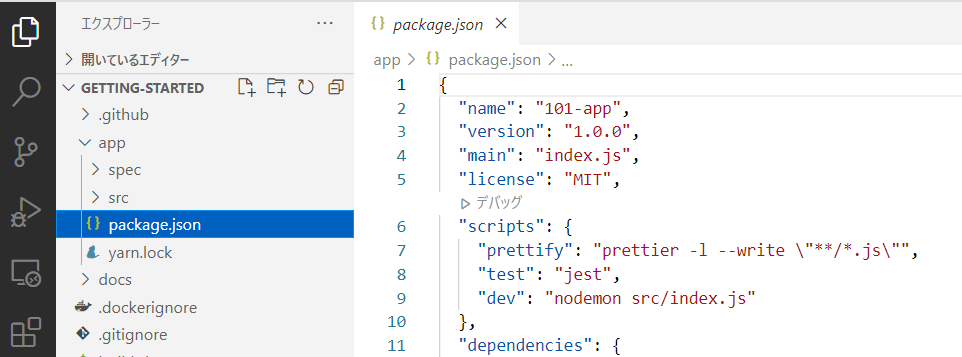 エクスプローラー
開いているエディター
GETTING-STARTED
.github
app
spec
src
{} package.json
yarn.lock
docs
.dockerignore
.gitignore
{} package.json ×
app > {} package.json > ...
1 {
2 "name": "101-app",
3 "version": "1.0.0",
4 "main": "index.js",
5 "license": "MIT",
デバッグ
6 "scripts": {
7 "prettify": "prettier -l --write \"**/*.js\"",
8 "test": "jest",
9 "dev": "nodemon src/index.js"
10 },
11 "dependencies": {